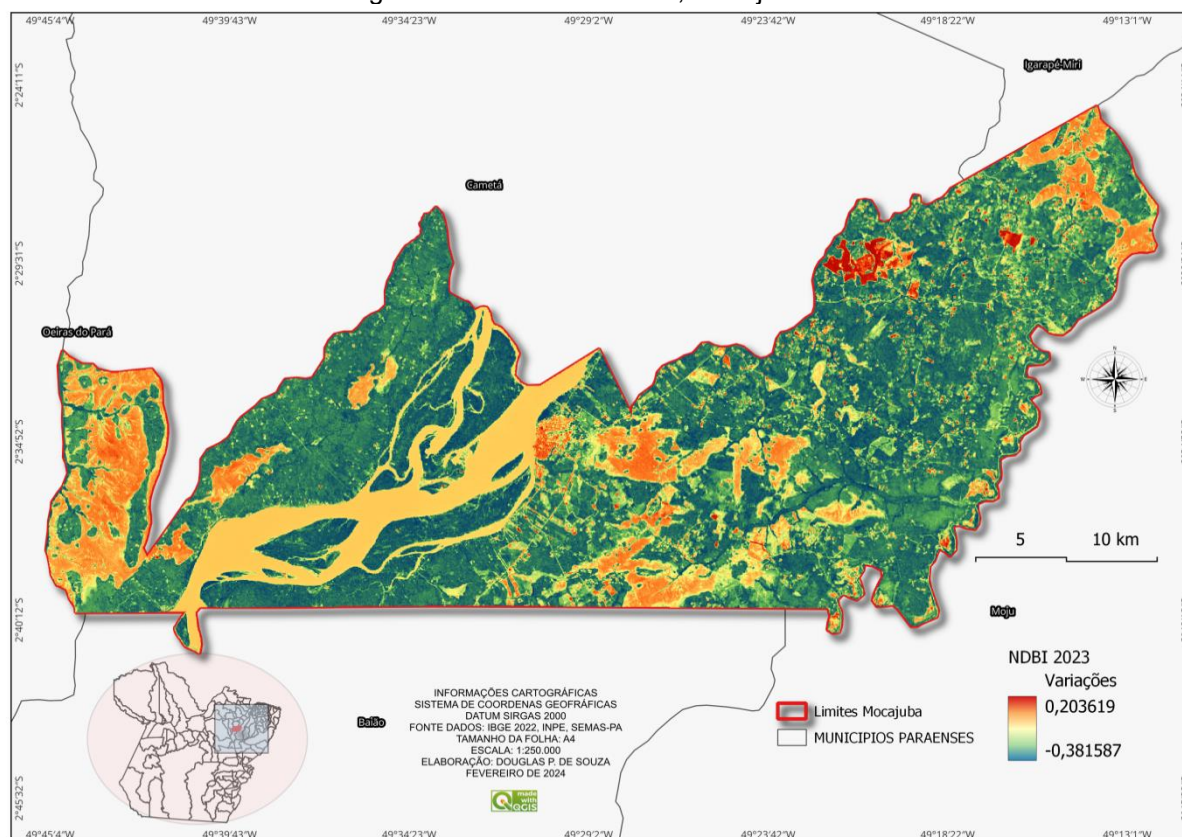 49°45'4"W 49°39'43"W 49°34'23"W 49°29'2"W 49°23'42"W 49°18'22"W 49°13'1"W
Igarapé-Miri
2°24'11"S
Cametá
2°29'31"S
Oeiras do Pará
2°34'52"S
5 10 km
2°40'12"S
Moju
NDBI 2023
Variações
0,203619
-0,381587
INFORMAÇÕES CARTOGRÁFICAS
SISTEMA DE COORDENAS GEOFRÁFICAS
DATUM SIRGAS 2000
FONTE DADOS: IBGE 2022, INPE, SEMAS-PA
TAMANHO DA FOLHA: A4
ESCALA: 1:250.000
ELABORAÇÃO: DOUGLAS P. DE SOUZA
FEVEREIRO DE 2024
Baião
Limites Mocajuba
MUNICIPIOS PARAENSES
made
with
QGIS
2°45'32"S
49°45'4"W 49°39'43"W 49°34'23"W 49°29'2"W 49°23'42"W 49°18'22"W 49°13'1"W